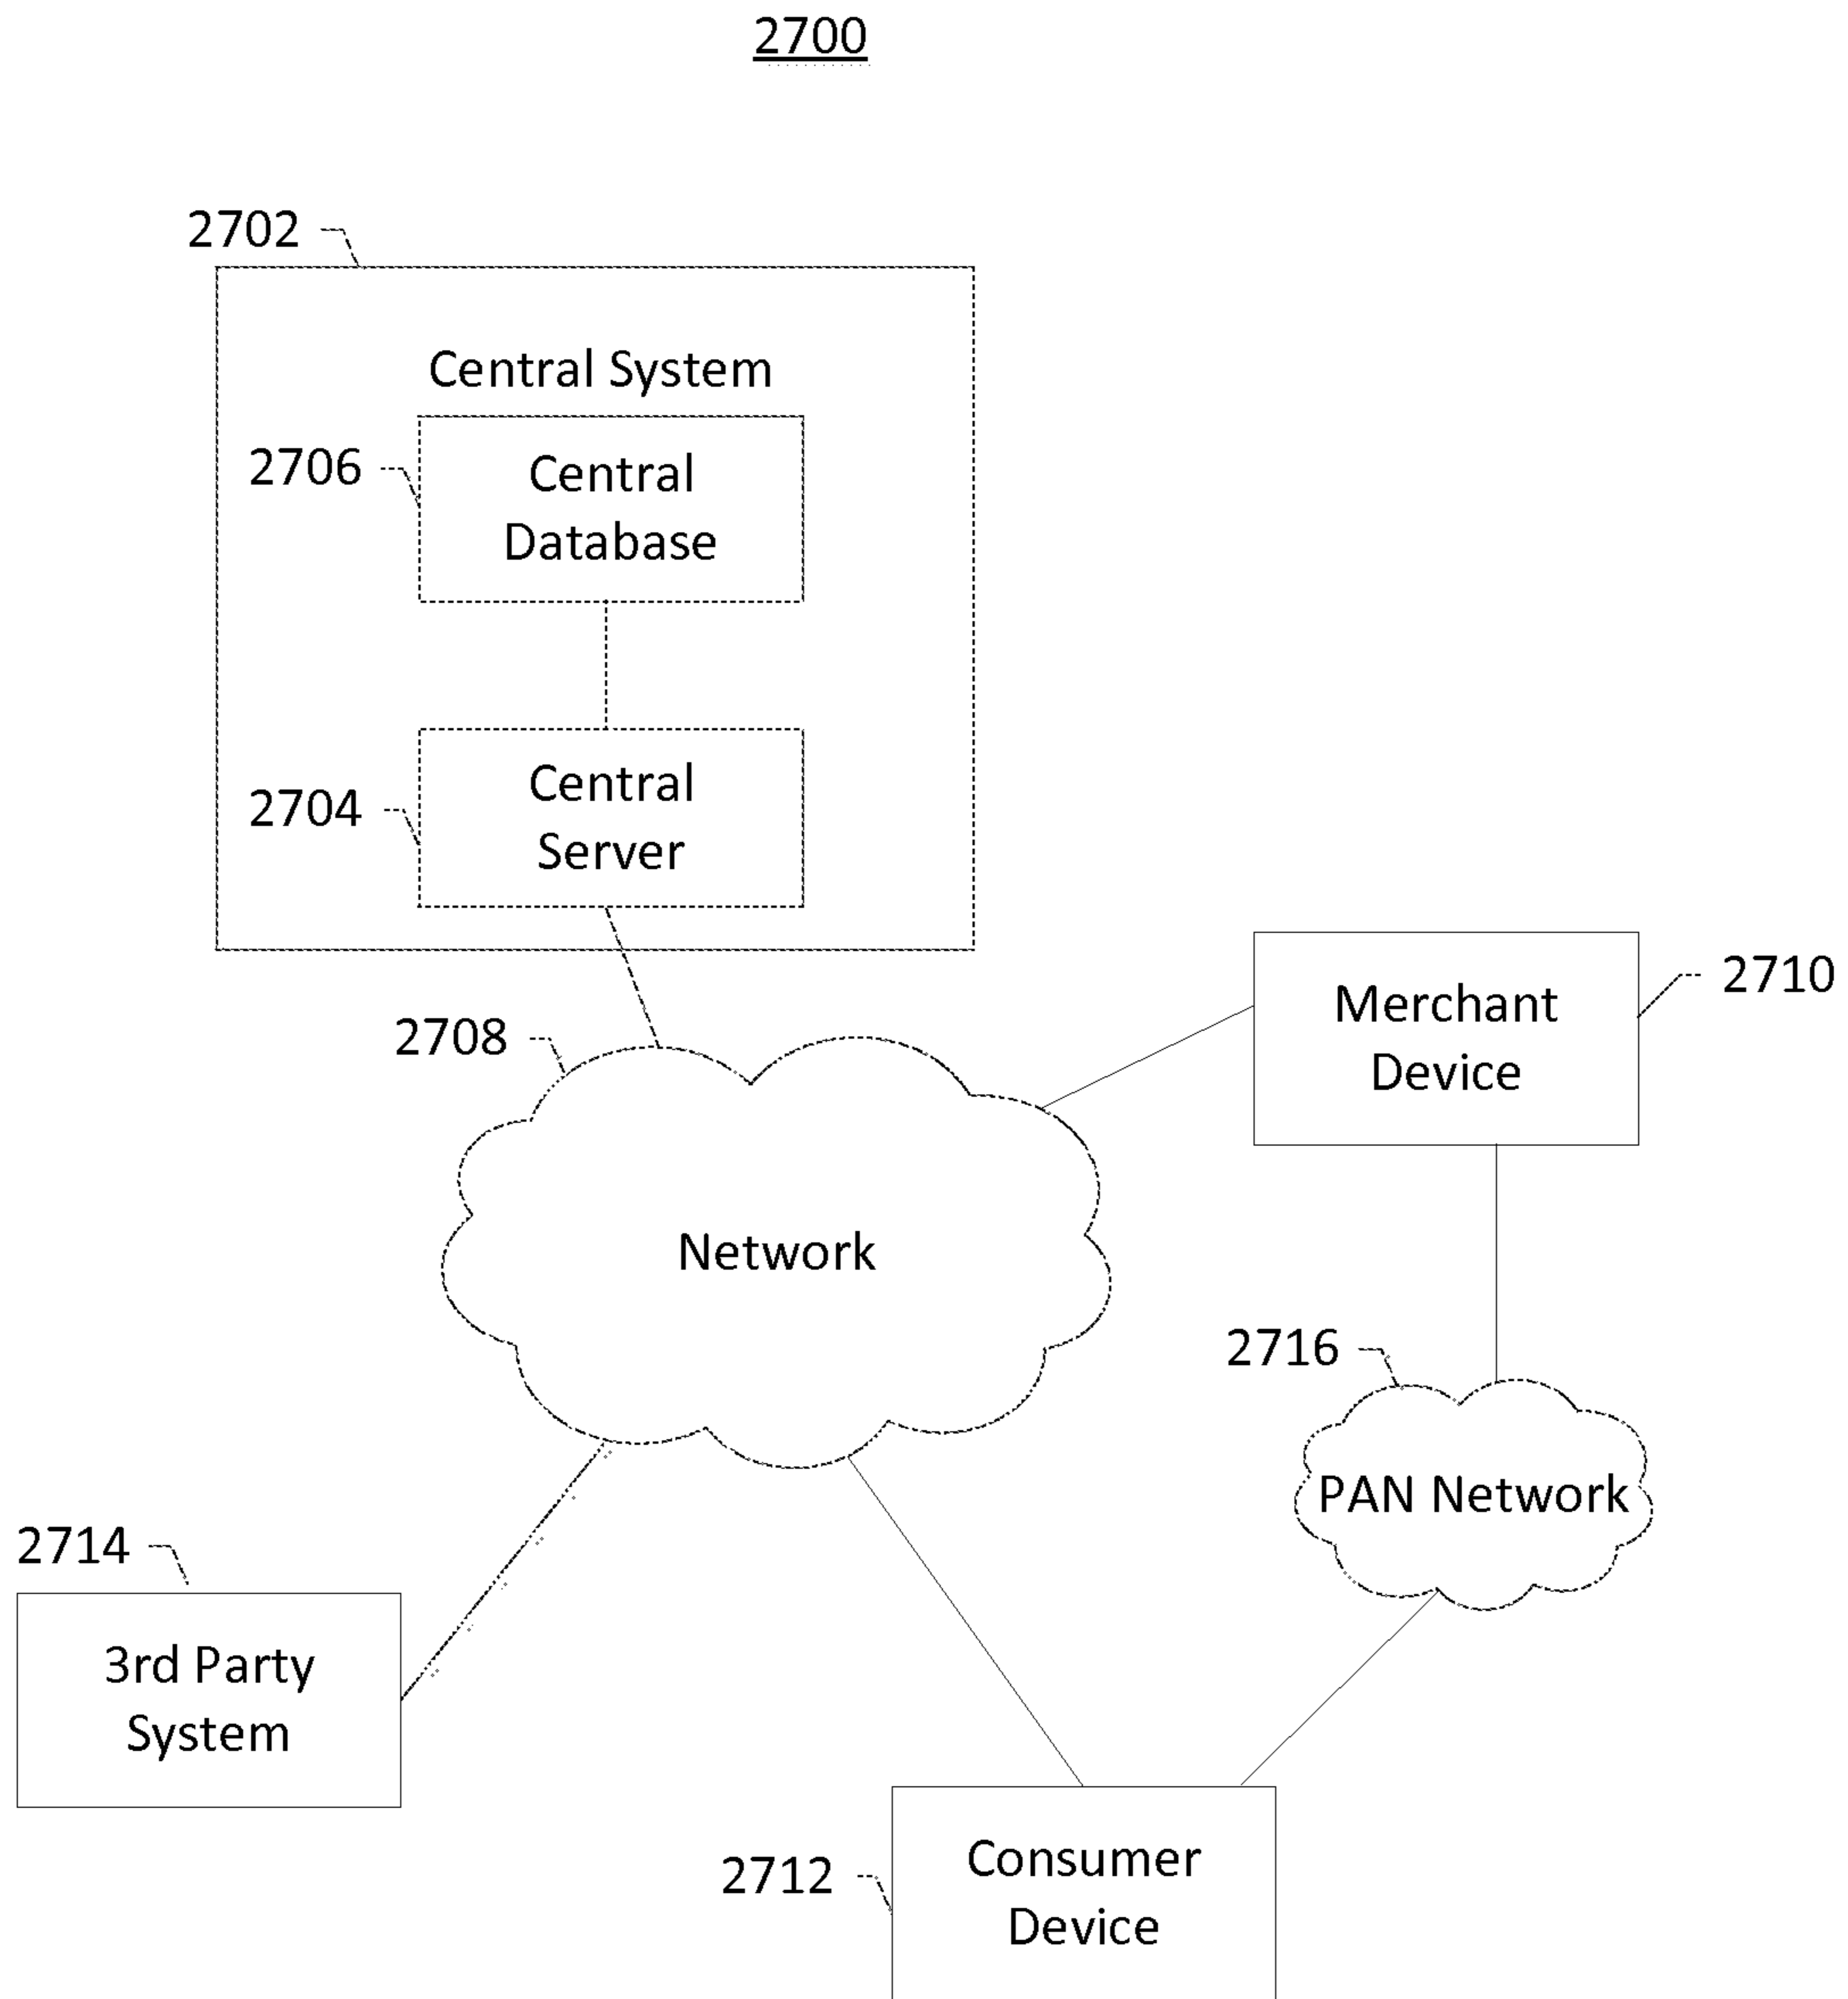 2700
2702
Central System
2706
Central
Database
2704
Central
Server
2710
Merchant
Device
2708
Network
2716
PAN Network
2714
3rd Party
System
2712
Consumer
Device